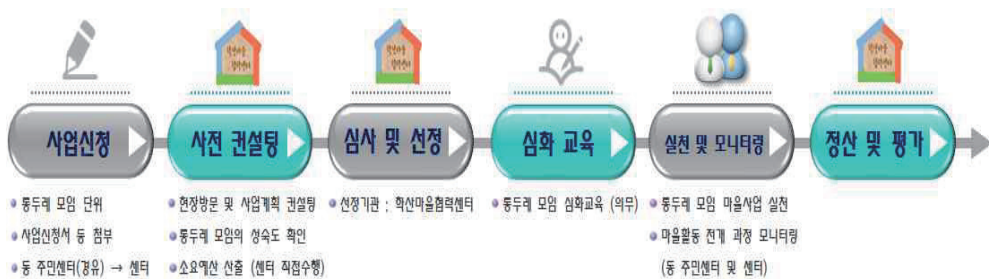 사업신청
사전 컨설팅
심사 및 선정
심화 교육
실천 및 모니터링
정산 및 평가
통두레 모임 단위
사업신청서 등 첨부
동 주민센터(경유) → 센터
현장방문 및 사업계획 컨설팅
통두레 모임의 성숙도 확인
소요예산 산출 (센터 직접수행)
선정기관 : 학산마을협력센터
통두레 모임 심화교육 (의무)
통두레 모임 마을사업 실천
마을활동 전개 과정 모니터링
(동 주민센터 및 센터)